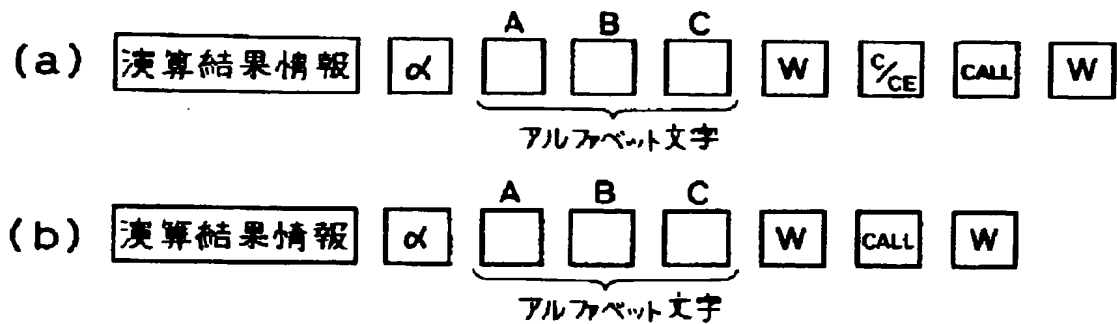 A B C
(a) 演算結果情報 α W C/CE CALL W
アルファベット文字
A B C
(b) 演算結果情報 α W CALL W
アルファベット文字